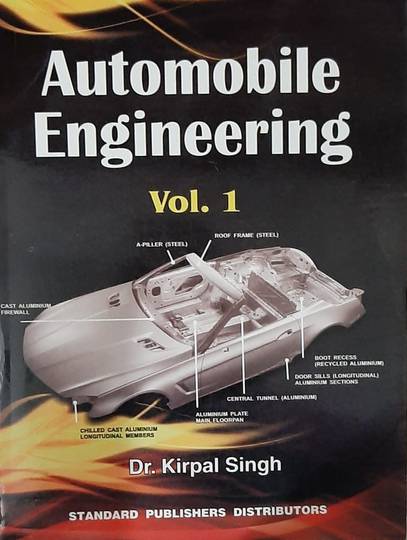 Automobile
Engineering
Vol. 1
ROOF FRAME (STEEL)
A-PILLER (STEEL)
CAST ALUMINIUM
FIREWALL
BOOT RECESS
(RECYCLED ALUMINIUM)
DOOR SILLS (LONGITUDINAL)
ALUMINIUM SECTIONS
CENTRAL TUNNEL (ALUMINIUM)
ALUMINIUM PLATE
MAIN FLOORPAN
CHILLED CAST ALUMINIUM
LONGITUDINAL MEMBERS
Dr. Kirpal Singh
STANDARD PUBLISHERS DISTRIBUTORS